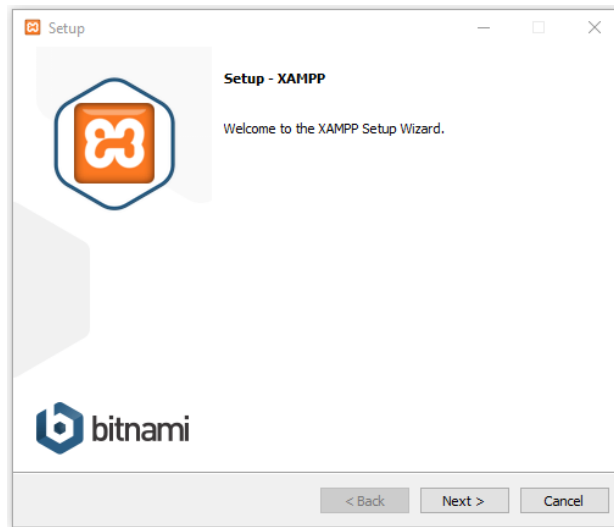 Setup
Setup - XAMPP
Welcome to the XAMPP Setup Wizard.
bitnami
< Back
Next >
Cancel